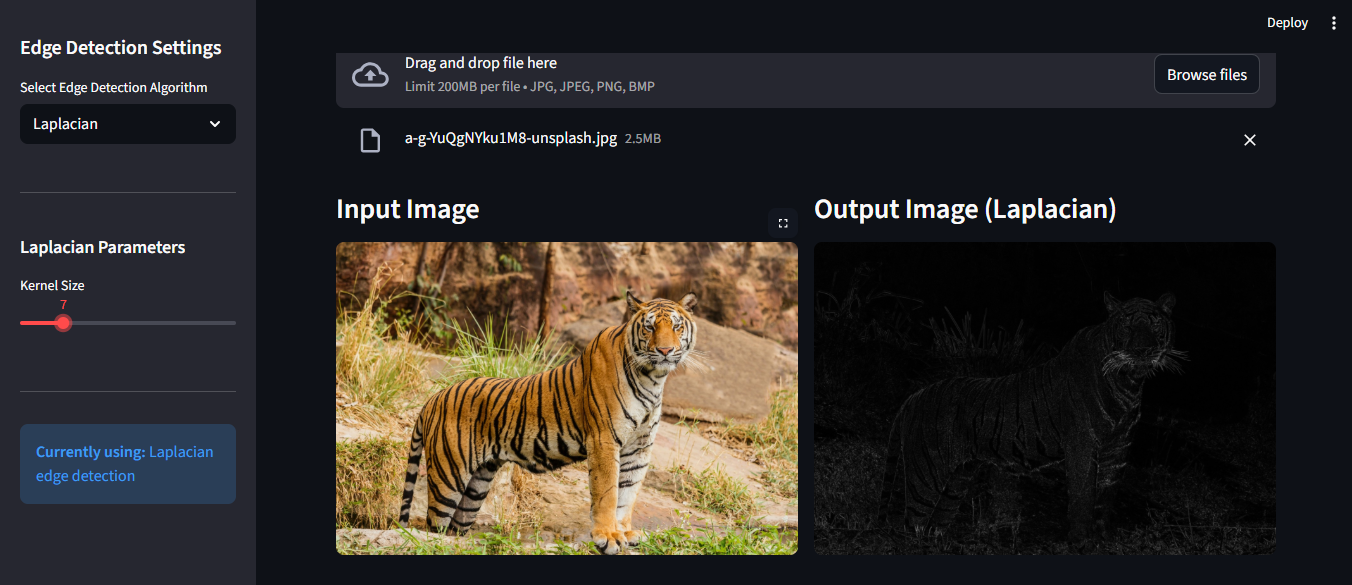 Deploy
Edge Detection Settings
Select Edge Detection Algorithm
Laplacian
Laplacian Parameters
Kernel Size
7
Currently using: Laplacian
edge detection
Drag and drop file here
Limit 200MB per file • JPG, JPEG, PNG, BMP
Browse files
a-g-YuQgNYku1M8-unsplash.jpg 2.5MB
Input Image
Output Image (Laplacian)